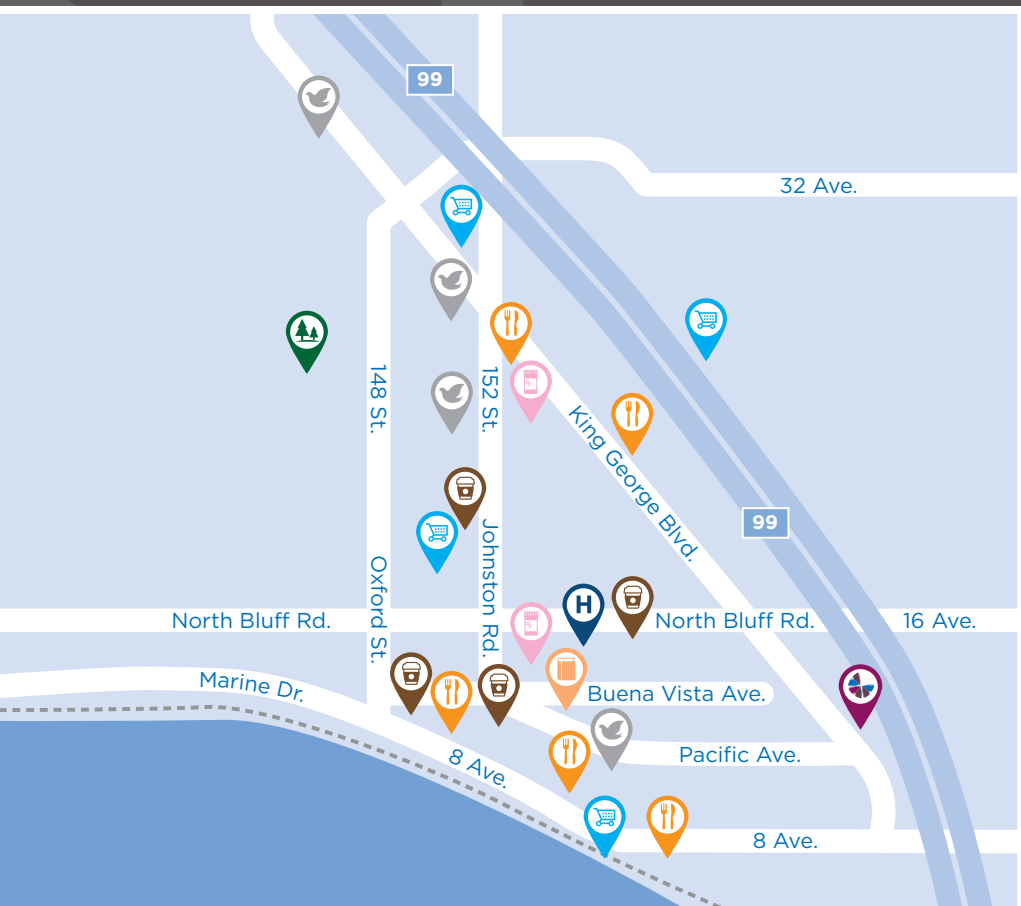 99
32 Ave.
148 St.
152 St.
King George Blvd.
99
Johnston Rd.
Oxford St.
H
North Bluff Rd.
North Bluff Rd.
16 Ave.
Marine Dr.
Buena Vista Ave.
8 Ave.
Pacific Ave.
8 Ave.